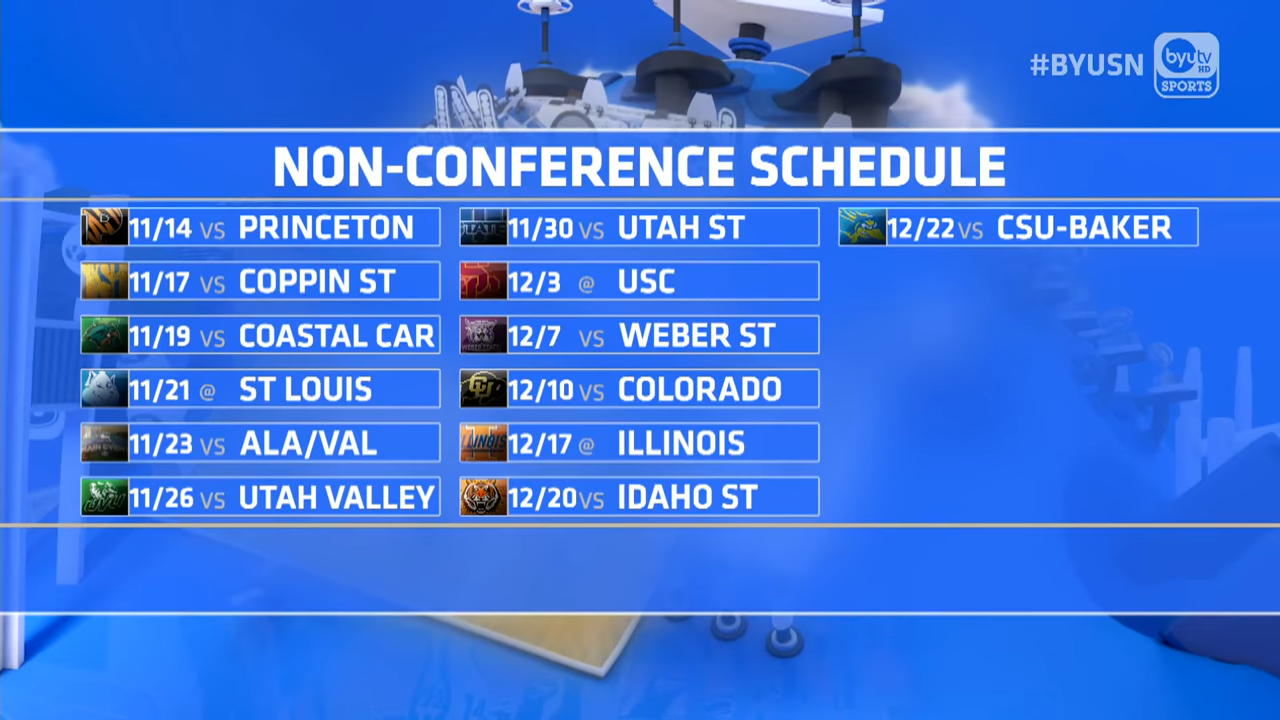 #BYUSN
byutv
HD
SPORTS
NON-CONFERENCE SCHEDULE
11/14 VS PRINCETON
11/17 VS COPPIN ST
11/19 VS COASTAL CAR
11/21 @ ST LOUIS
11/23 VS ALA/VAL
11/26 VS UTAH VALLEY
11/30 VS UTAH ST
12/3 @ USC
12/7 VS WEBER ST
12/10 VS COLORADO
12/17 @ ILLINOIS
12/20 VS IDAHO ST
12/22 VS CSU-BAKER